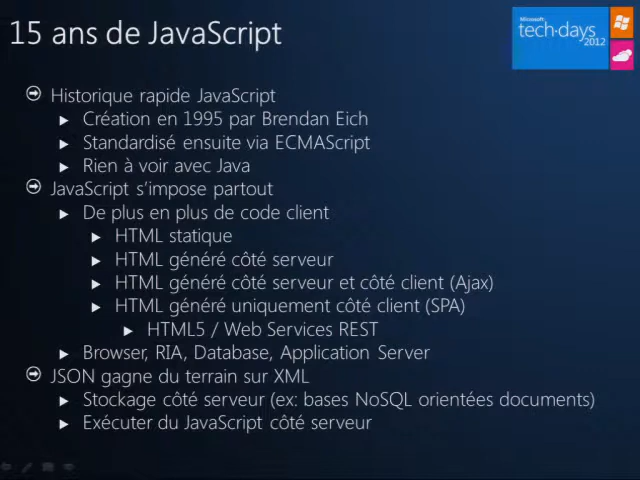 15 ans de JavaScript
Microsoft
tech·days
2012
Historique rapide JavaScript
Création en 1995 par Brendan Eich
Standardisé ensuite via ECMAScript
Rien à voir avec Java
JavaScript s’impose partout
De plus en plus de code client
HTML statique
HTML généré côté serveur
HTML généré côté serveur et côté client (Ajax)
HTML généré uniquement côté client (SPA)
HTML5 / Web Services REST
Browser, RIA, Database, Application Server
JSON gagne du terrain sur XML
Stockage côté serveur (ex: bases NoSQL orientées documents)
Exécuter du JavaScript côté serveur